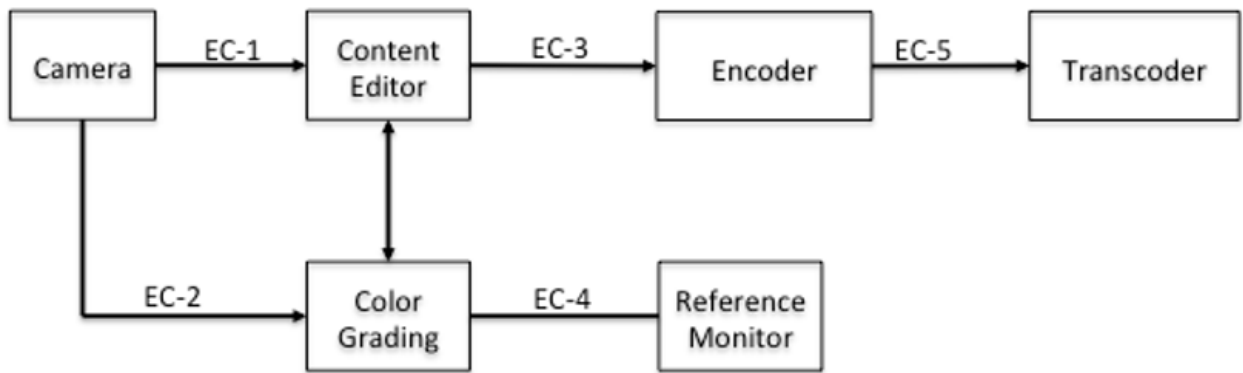 Camera
EC-1
Content
Editor
EC-3
Encoder
EC-5
Transcoder
EC-2
Color
Grading
EC-4
Reference
Monitor